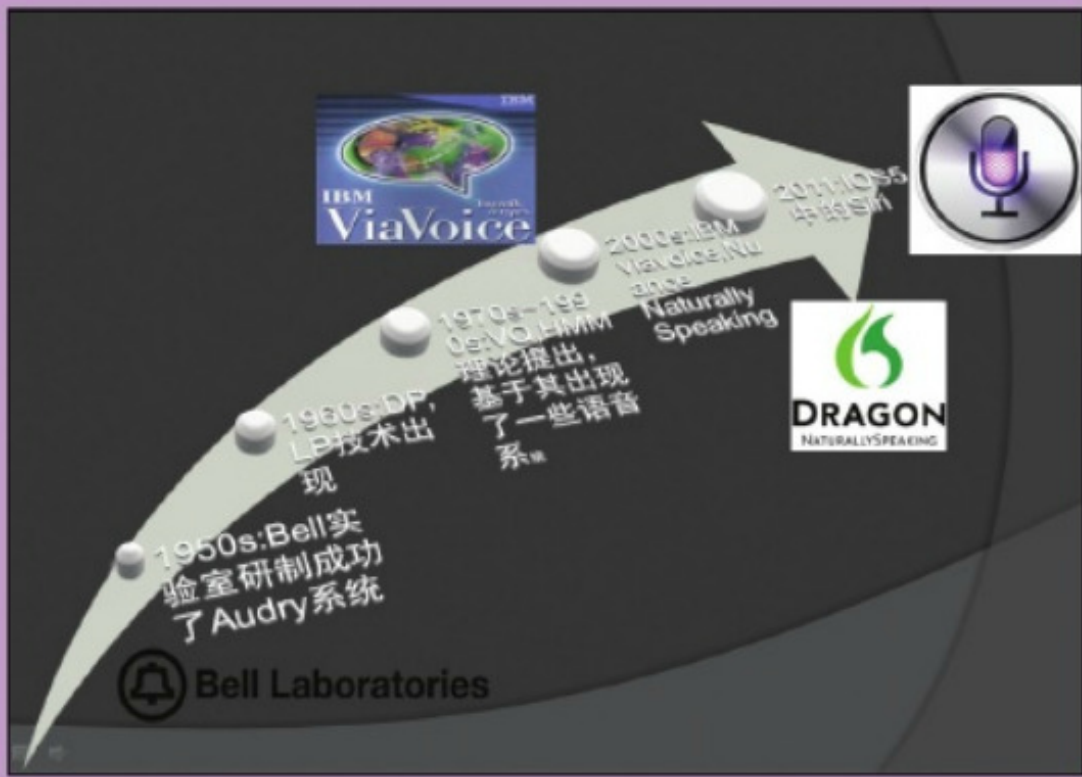 IBM
IBM
ViaVoice
2011:IOS5
中的Siri
2000s:IBM
Viavoice,Nu
ance
Naturally
Speaking
1970s-199
0s:VQ,HMM
理论提出，
基于其出现
了一些语音
系统
DRAGON
NATURALLYSPEAKING
1960s:DP,
LP技术出
现
1950s:Bell实
验室研制成功
了Audry系统
Bell Laboratories